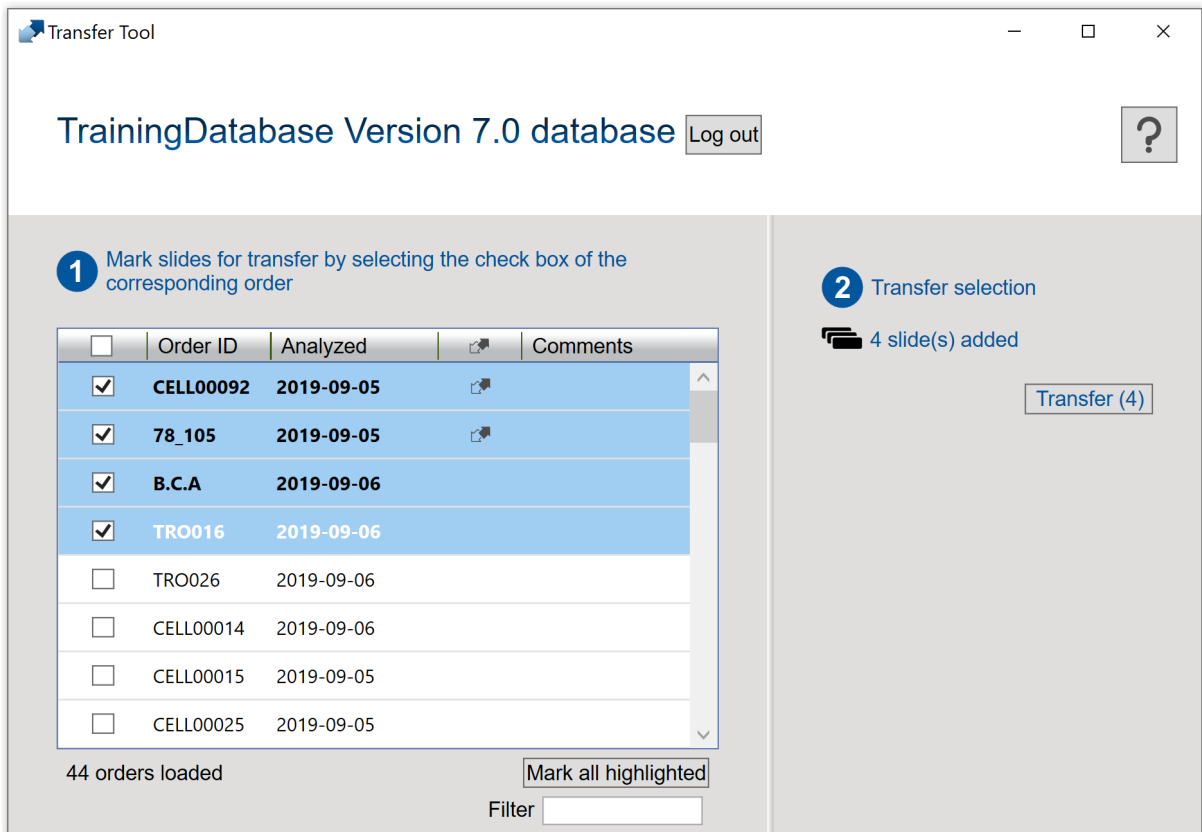 Transfer Tool
TrainingDatabase Version 7.0 database Log out
?
1 Mark slides for transfer by selecting the check box of the
corresponding order
Order ID Analyzed Comments
CELL00092 2019-09-05
78_105 2019-09-05
B.C.A 2019-09-06
TRO016 2019-09-06
TRO026 2019-09-06
CELL00014 2019-09-06
CELL00015 2019-09-05
CELL00025 2019-09-05
44 orders loaded
Mark all highlighted
Filter
2 Transfer selection
4 slide(s) added
Transfer (4)